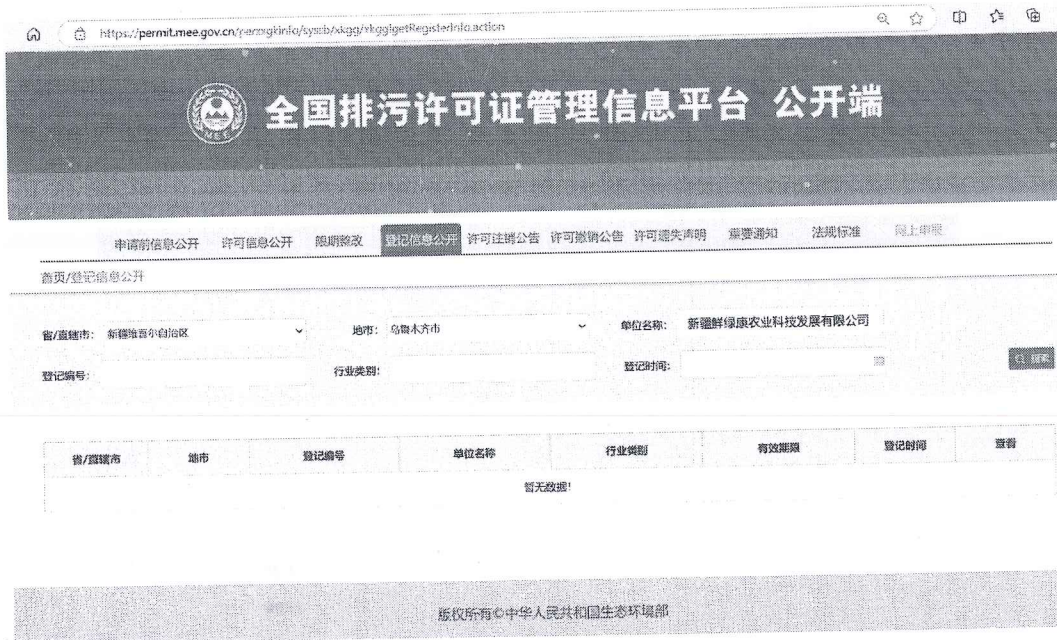 https://permit.mee.gov.cn/perxxgkinfo/syssb/xkgg/xkgg!getRegisterInfo.action
MEE
全国排污许可证管理信息平台 公开端
申请前信息公开 许可信息公开 限期整改 登记信息公开 许可注销公告 许可撤销公告 许可遗失声明 重要通知 法规标准 网上申报
首页/登记信息公开
省/直辖市: 新疆维吾尔自治区 地市: 乌鲁木齐市 单位名称: 新疆鲜绿康农业科技发展有限公司
登记编号: 行业类别: 登记时间: 搜索
省/直辖市 地市 登记编号 单位名称 行业类别 有效期限 登记时间 查看
暂无数据!
版权所有©中华人民共和国生态环境部